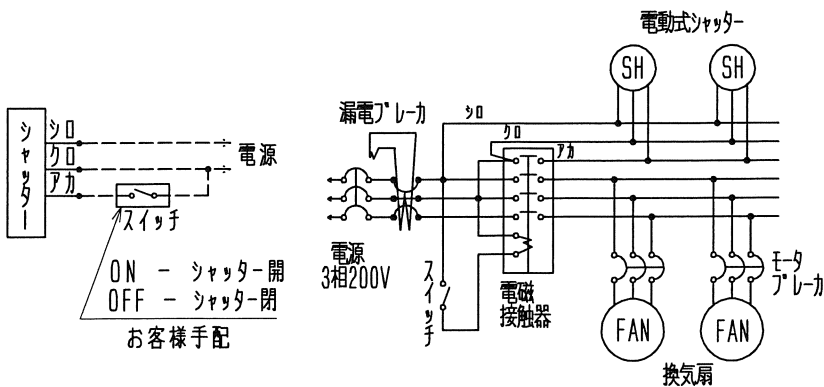 シャッター
シロ
クロ
アカ
電源
スイッチ
ON － シャッター開
OFF － シャッター閉
お客様手配
電動式シャッター
SH
SH
漏電ブレーカ
シロ
クロ
アカ
電源
3相200V
スイッチ
電磁
接触器
モータ
ブレーカ
FAN
FAN
換気扇